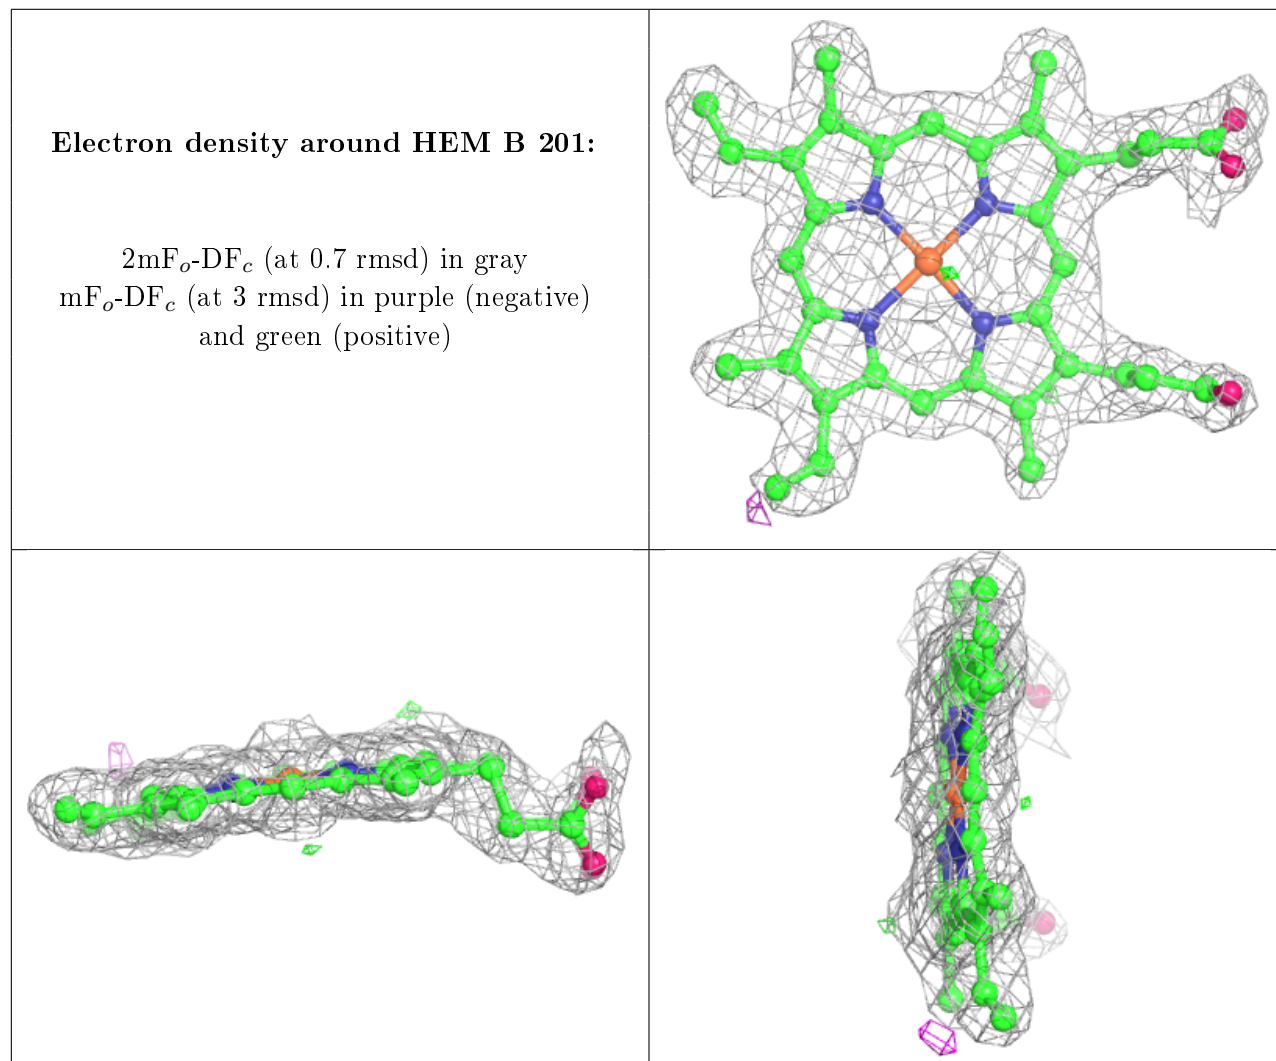 Electron density around HEM B 201:
2mFₒ-DF𝒸 (at 0.7 rmsd) in gray
mFₒ-DF𝒸 (at 3 rmsd) in purple (negative)
and green (positive)